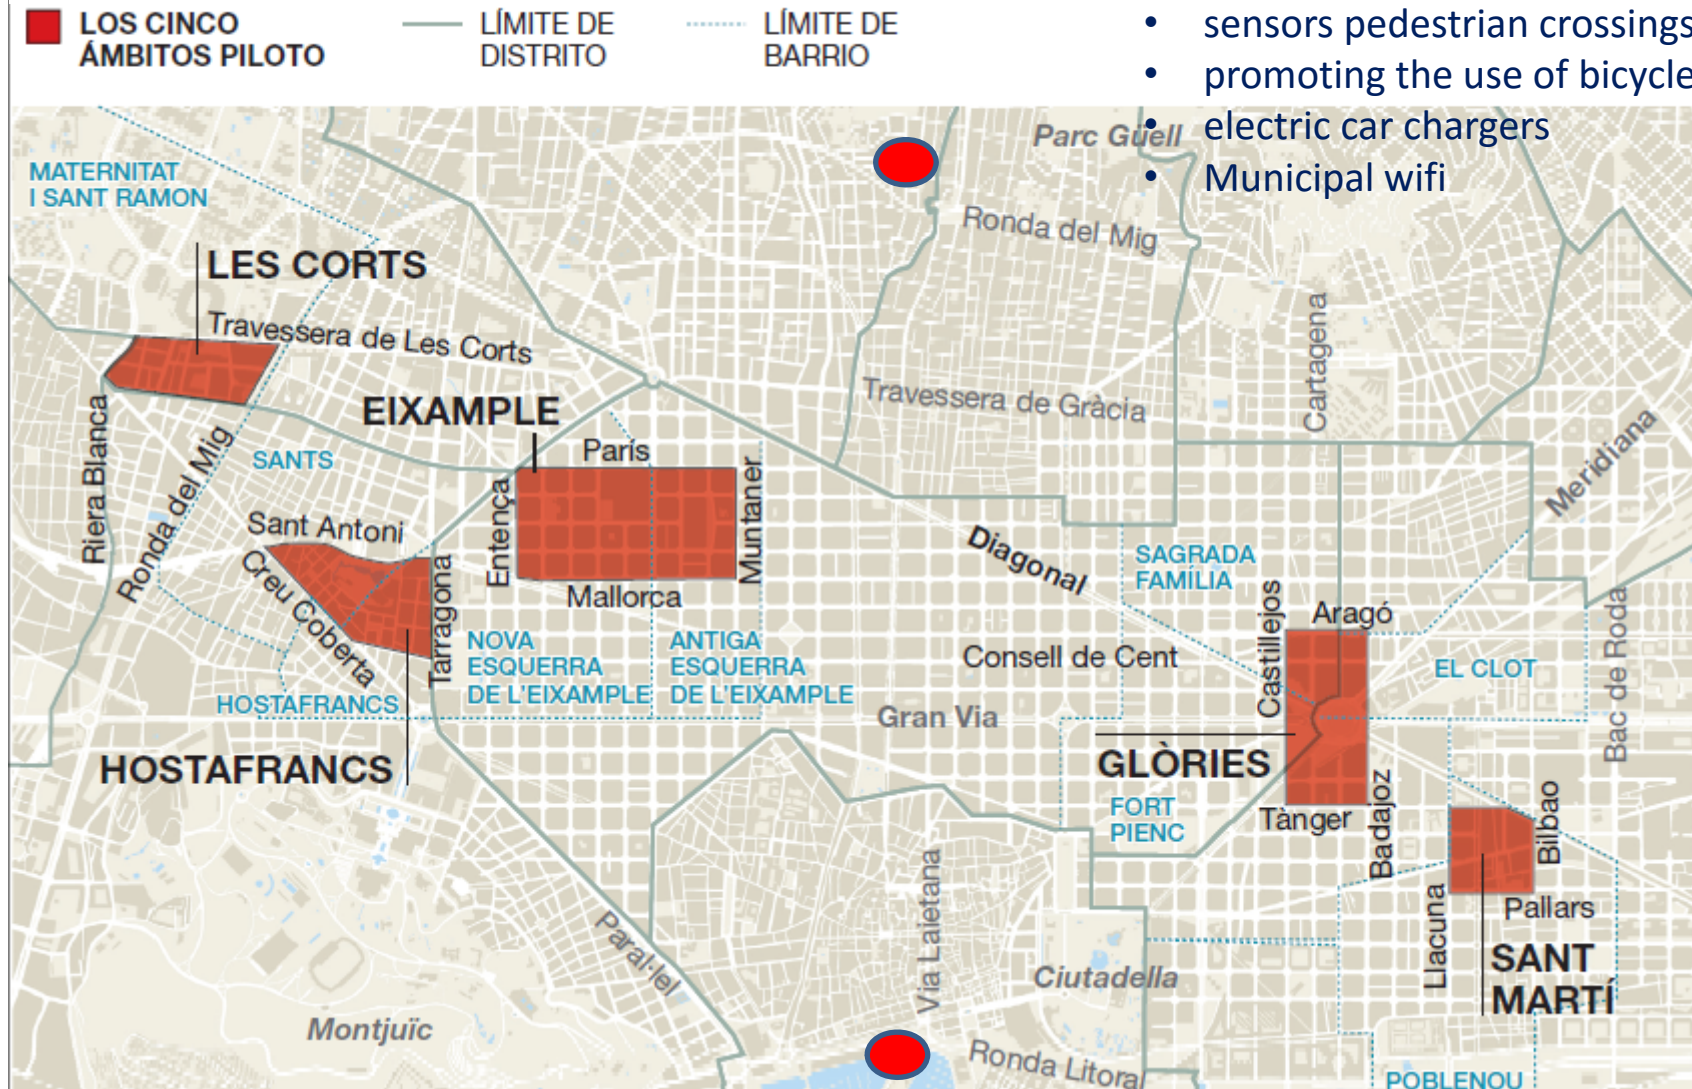 LOS CINCO
ÁMBITOS PILOTO
LÍMITE DE
DISTRITO
LÍMITE DE
BARRIO
• sensors pedestrian crossings
• promoting the use of bicycle
• electric car chargers
• Municipal wifi
Parc Güell
MATERNITAT
I SANT RAMON
Ronda del Mig
LES CORTS
Travessera de Les Corts
Cartagena
Travessera de Gràcia
EIXAMPLE
París
Riera Blanca
Ronda del Mig
SANTS
Entença
Muntaner
Meridiana
Sant Antoni
Creu Coberta
Tarragona
Mallorca
Diagonal
SAGRADA
FAMÍLIA
Castillejos
Aragó
Bac de Roda
NOVA
ESQUERRA
DE L'EIXAMPLE
ANTIGA
ESQUERRA
DE L'EIXAMPLE
Consell de Cent
EL CLOT
HOSTAFRANCS
Gran Via
HOSTAFRANCS
GLÒRIES
FORT
PIENC
Tànger
Badajoz
Bilbao
Llacuna
Pallars
Paral·lel
Via Laietana
Ciutadella
SANT
MARTÍ
Montjuïc
Ronda Litoral
POBLENOU